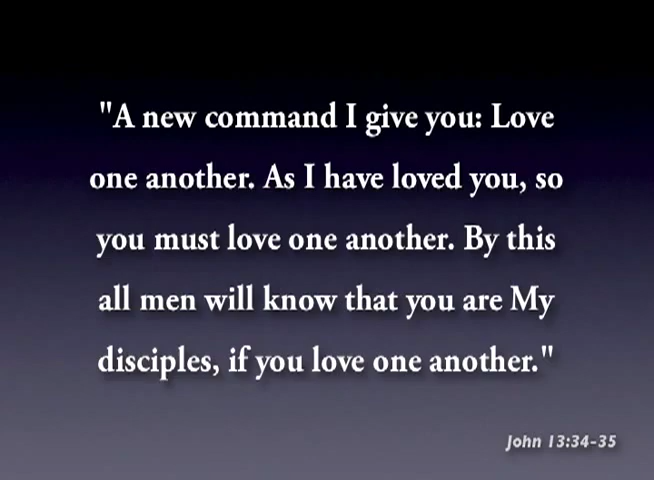 "A new command I give you: Love
one another. As I have loved you, so
you must love one another. By this
all men will know that you are My
disciples, if you love one another."
John 13:34-35